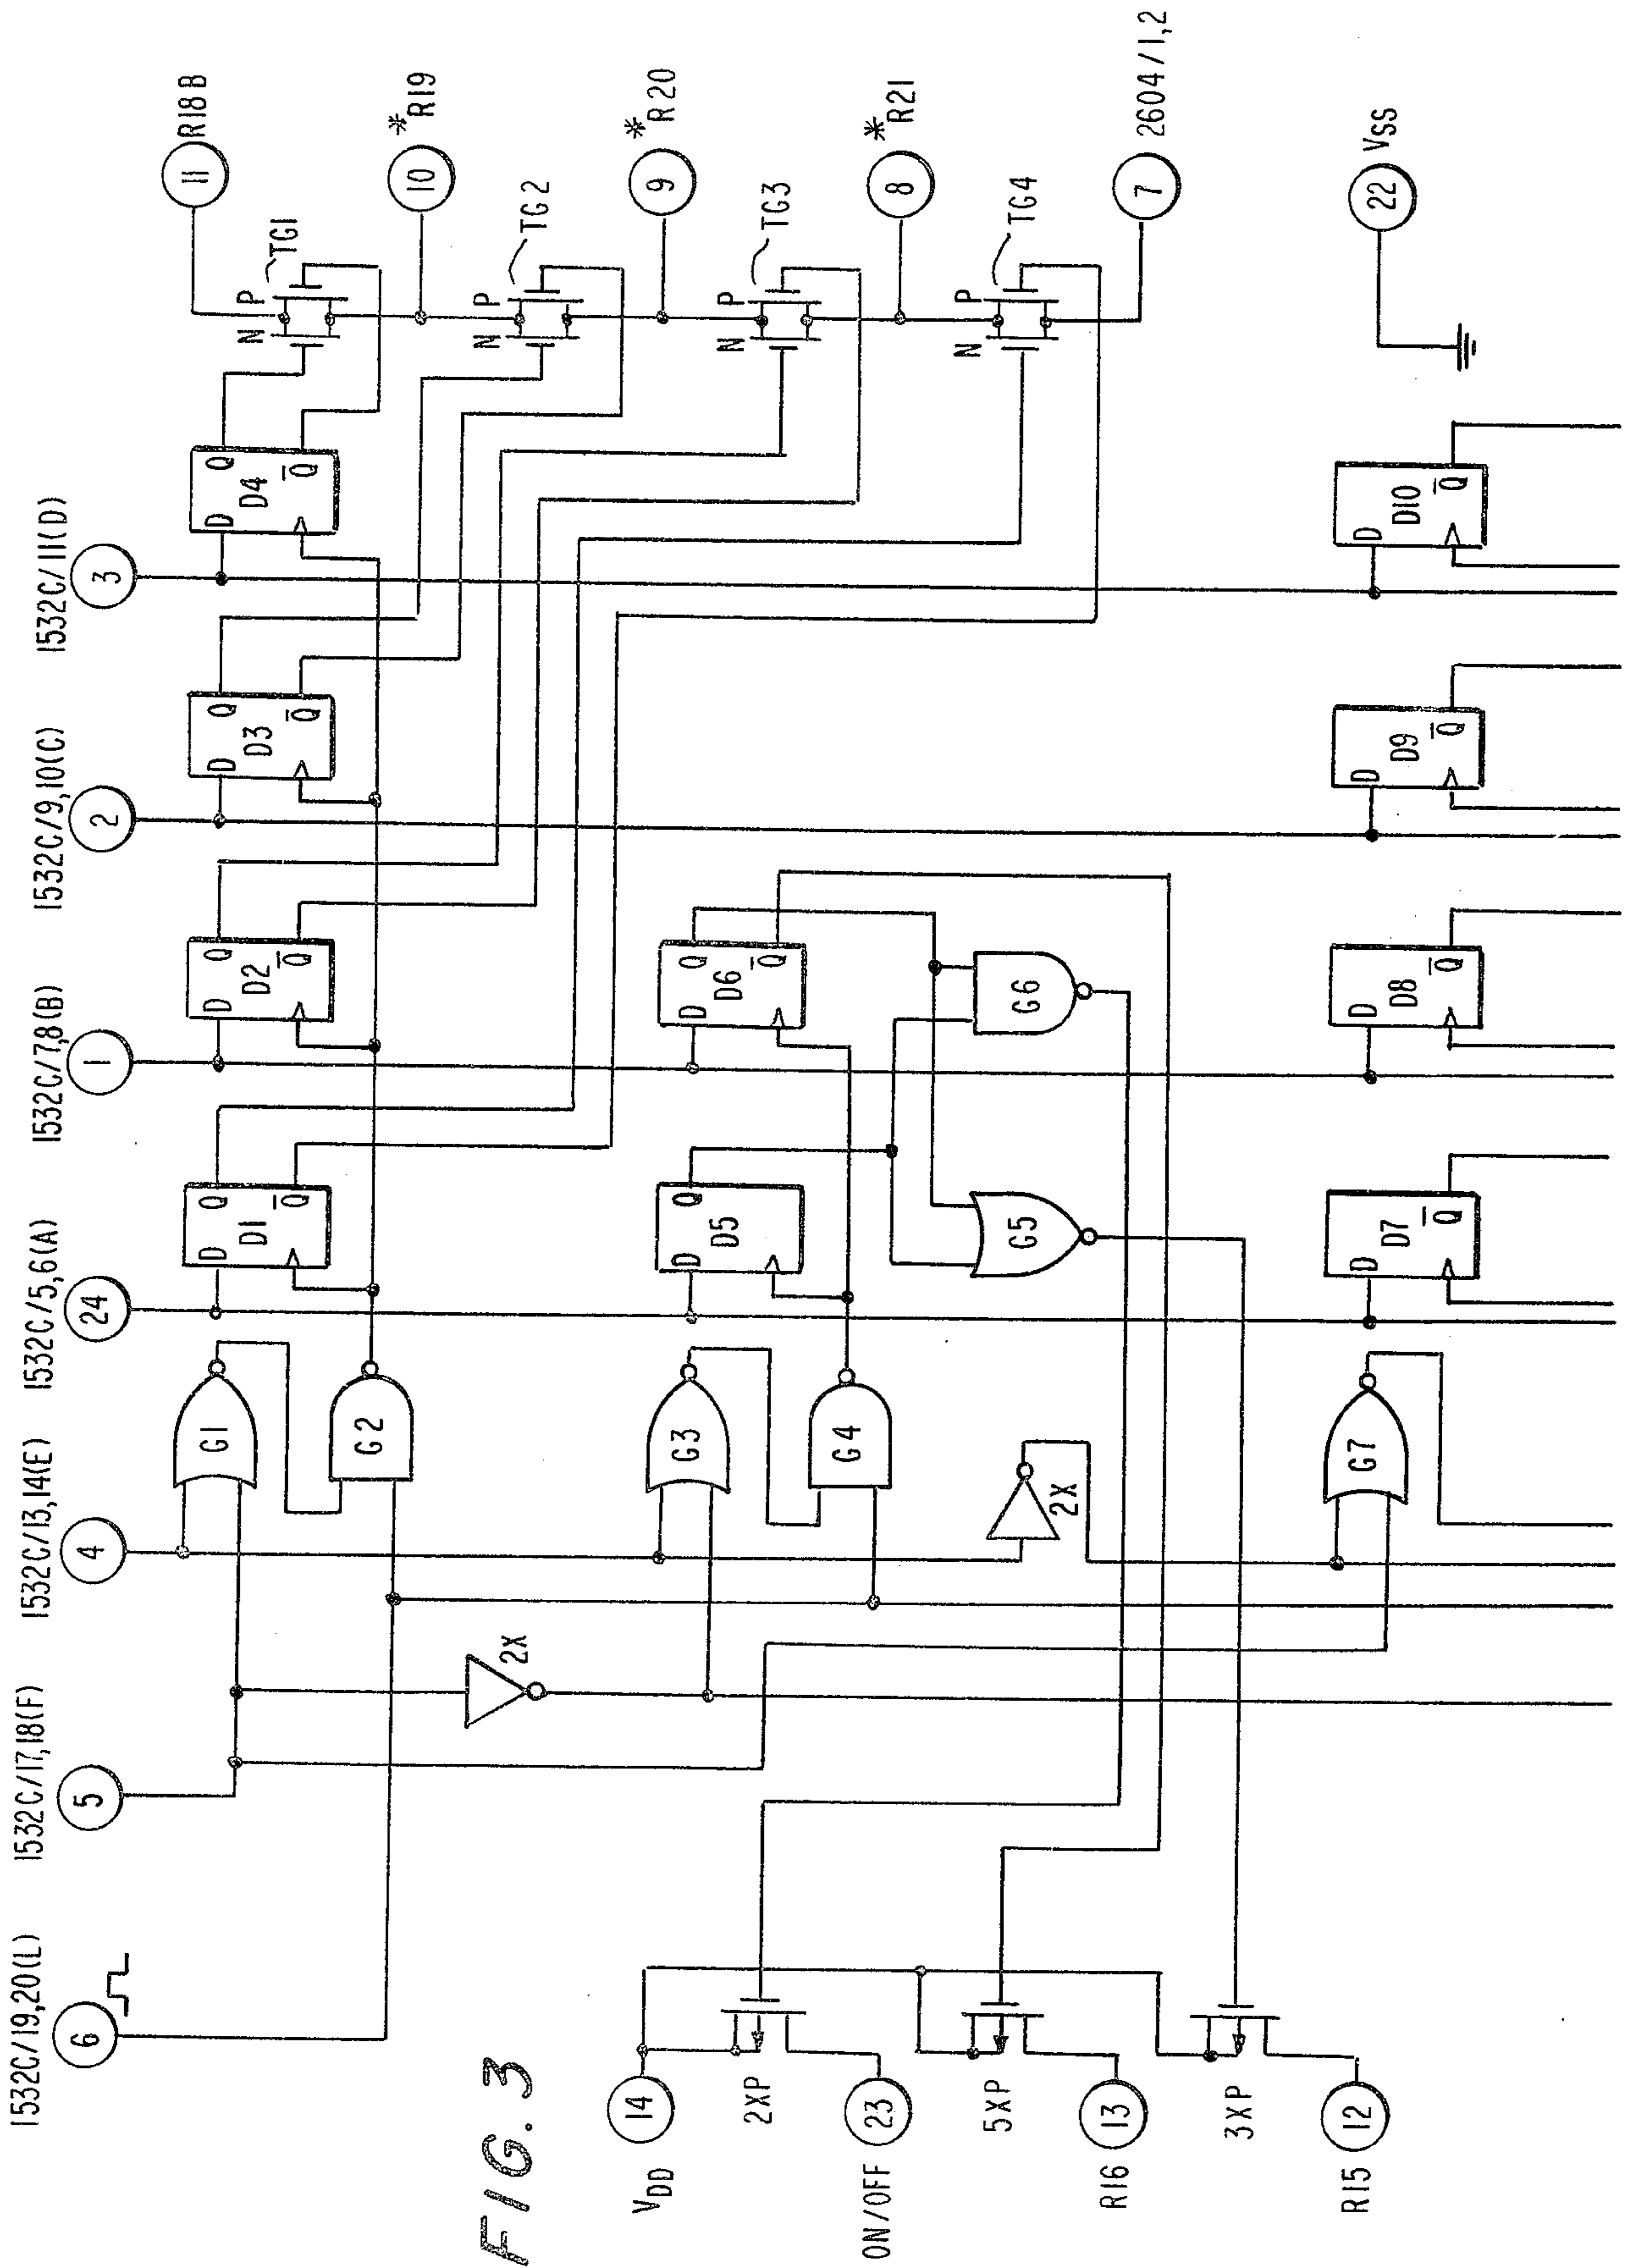 1532C/19,20(L)
1532C/17,18(F)
1532C/13,14(E)
1532C/5,6(A)
1532C/7,8(B)
1532C/9,10(C)
1532C/11(D)
6
5
4
24
1
2
3
11
R18B
G1
D
Q
D1
Q̅
D
Q
D2
Q̅
D
Q
D3
Q̅
D
Q
D4
Q̅
N
P
TG1
G2
10
*R19
2X
N
P
TG2
FIG. 3
G3
D
Q
D5
D
Q
D6
Q̅
9
*R20
14
VDD
2XP
G4
N
P
TG3
23
ON/OFF
8
*R21
5XP
2X
G5
G6
N
P
TG4
13
R16
7
2604/1,2
3XP
12
R15
G7
D
D7
Q̅
D
D8
Q̅
D
D9
Q̅
D
D10
Q̅
22
VSS